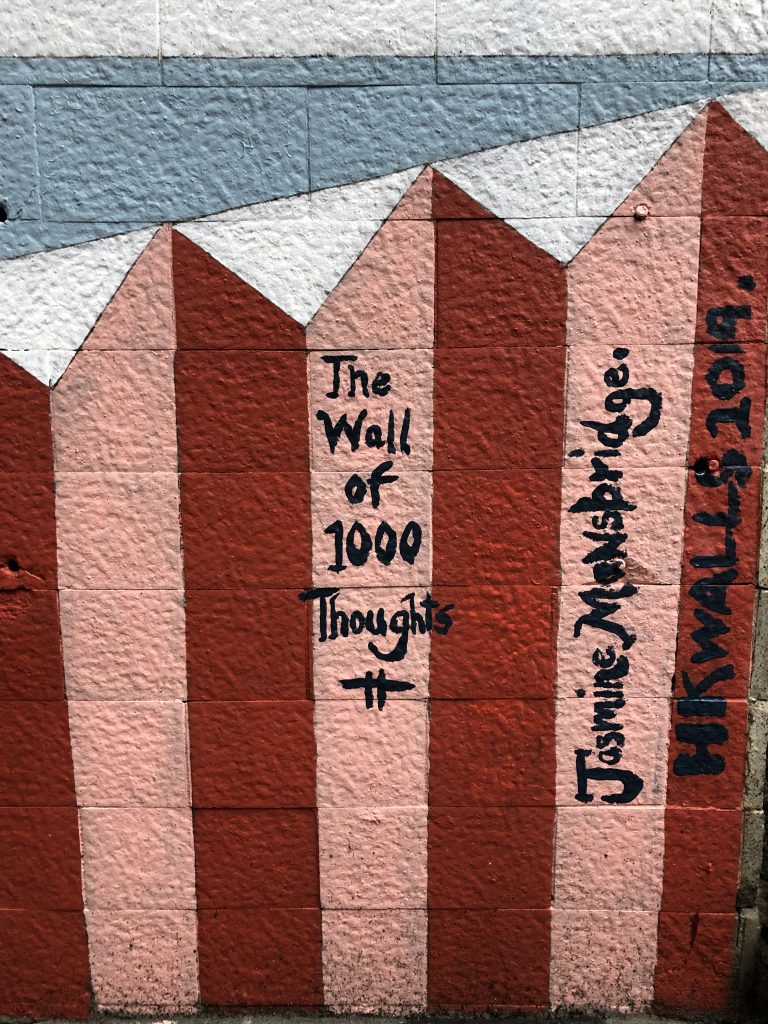 The
Wall
of
1000
Thoughts
#
Jasmine Mansbridge.
HKWALLS 2019.